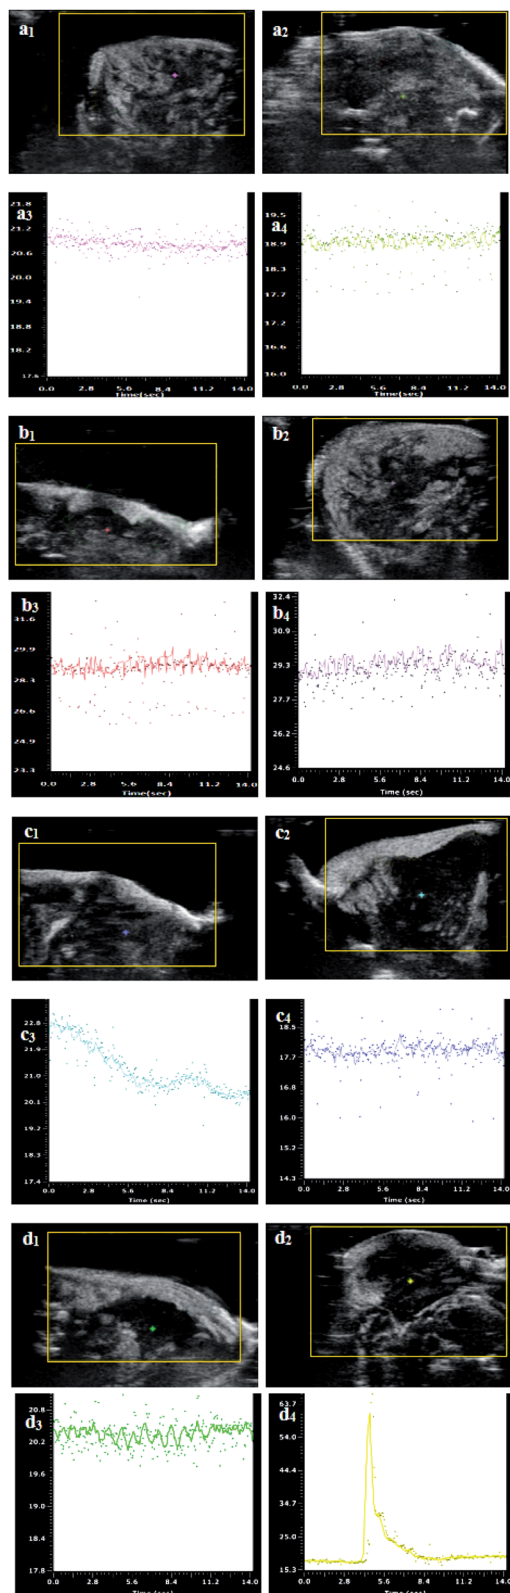 a1
a2
a3
21.8
21.2
20.6
20.0
19.4
18.8
18.2
17.6
0.0 2.8 5.6 8.4 11.2 14.0
Time(sec)
a4
19.5
18.9
18.3
17.7
17.2
16.6
16.0
0.0 2.8 5.6 8.4 11.2 14.0
Time(sec)
b1
b2
b3
31.6
29.9
28.3
26.6
24.9
23.3
0.0 2.8 5.6 8.4 11.2 14.0
Time(sec)
b4
32.4
30.9
29.3
27.7
26.2
24.6
0.0 2.8 5.6 8.4 11.2 14.0
Time (sec)
c1
c2
c3
22.8
21.9
21.0
20.1
19.2
18.3
17.4
0.0 2.8 5.6 8.4 11.2 14.0
Time (sec)
c4
18.5
17.7
16.8
16.0
15.2
14.3
0.0 2.8 5.6 8.4 11.2 14.0
Time (sec)
d1
d2
d3
20.8
20.2
19.6
19.0
18.4
17.8
0.0 2.8 5.6 8.4 11.2 14.0
Time (sec)
d4
63.7
54.0
44.4
34.7
25.0
15.3
0.0 2.8 5.6 8.4 11.2 14.0
Time (sec)